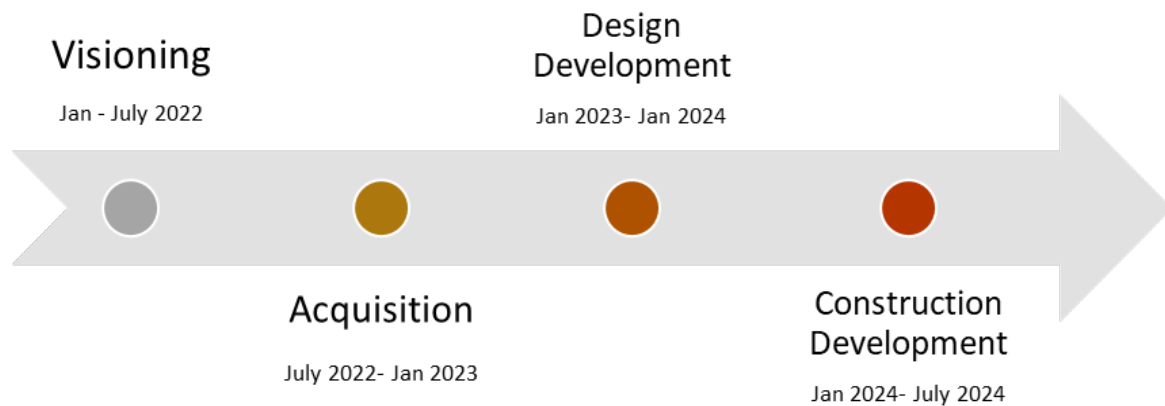 Visioning
Jan - July 2022
Design
Development
Jan 2023- Jan 2024
Acquisition
July 2022- Jan 2023
Construction
Development
Jan 2024- July 2024